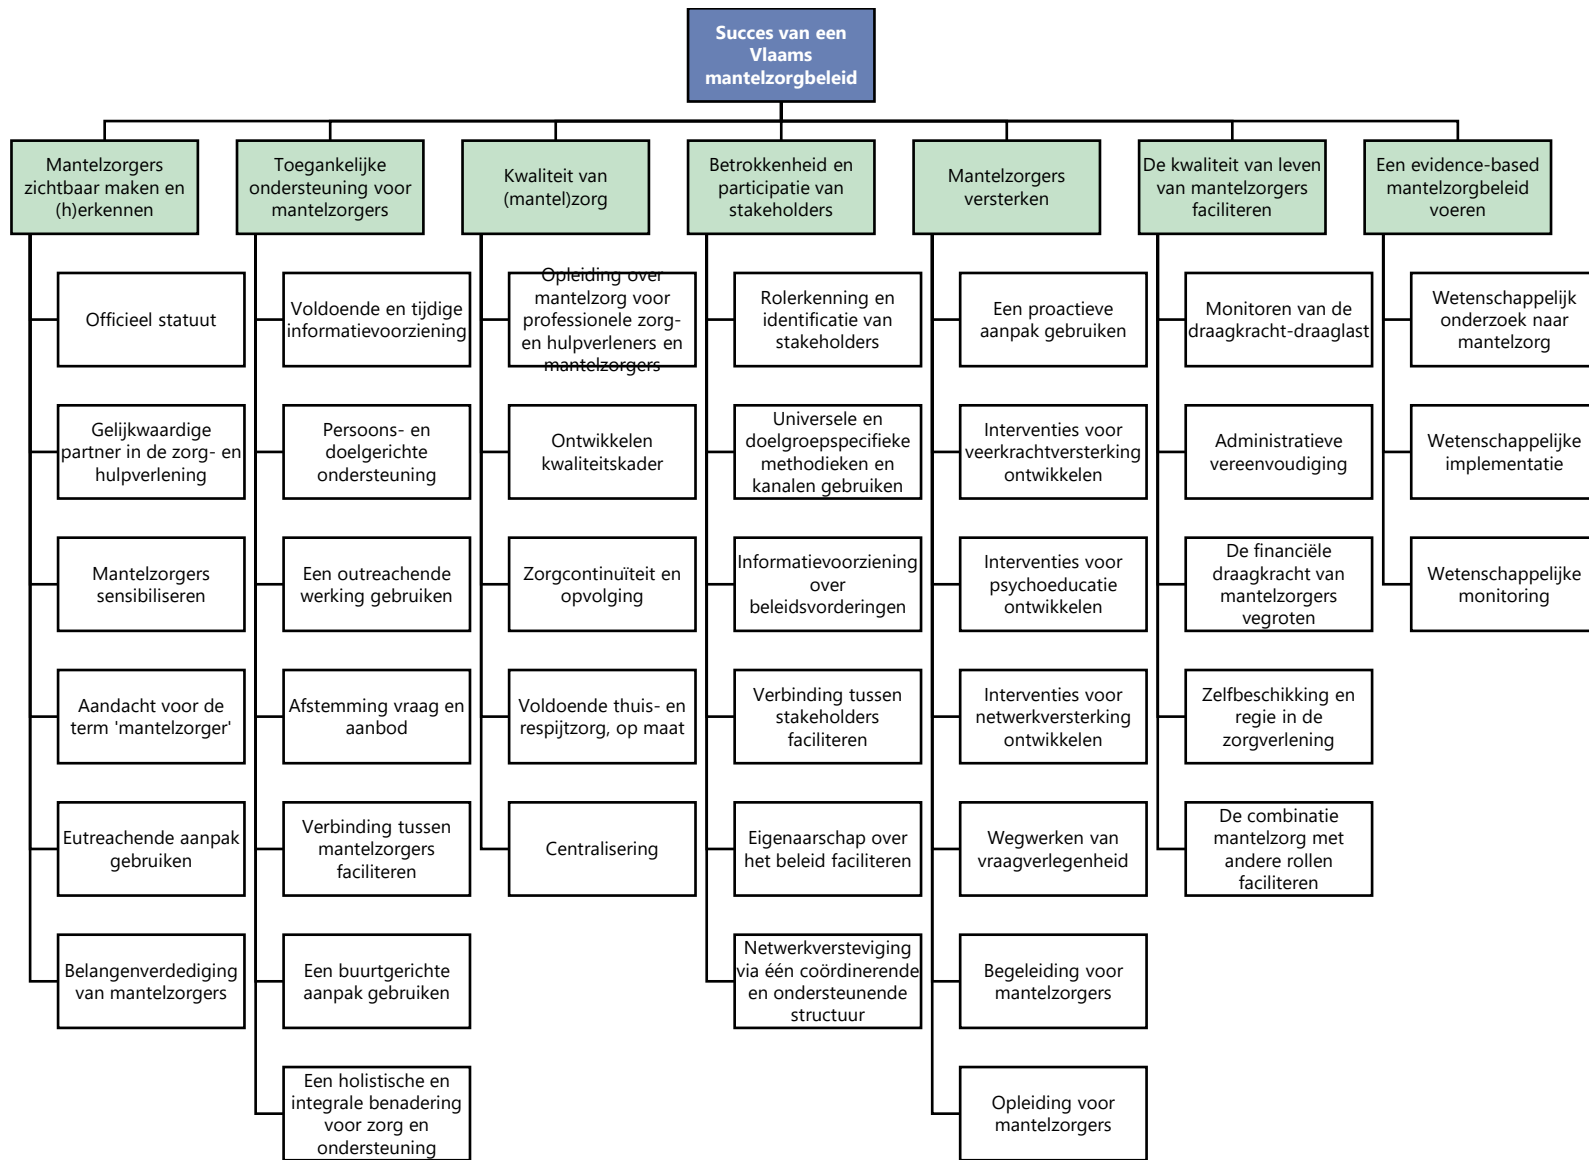 Succes van een
Vlaams
mantelzorgbeleid
Mantelzorgers
zichtbaar maken en
(h)erkennen
Toegankelijke
ondersteuning voor
mantelzorgers
Kwaliteit van
(mantel)zorg
Betrokkenheid en
participatie van
stakeholders
Mantelzorgers
versterken
De kwaliteit van leven
van mantelzorgers
faciliteren
Een evidence-based
mantelzorgbeleid
voeren
Officieel statuut
Gelijkwaardige
partner in de zorg- en
hulpverlening
Mantelzorgers
sensibiliseren
Aandacht voor de
term 'mantelzorger'
Eutreachende aanpak
gebruiken
Belangenverdediging
van mantelzorgers
Voldoende en tijdige
informatievoorziening
Persoons- en
doelgerichte
ondersteuning
Een outreachende
werking gebruiken
Afstemming vraag en
aanbod
Verbinding tussen
mantelzorgers
faciliteren
Een buurtgerichte
aanpak gebruiken
Een holistische en
integrale benadering
voor zorg en
ondersteuning
Opleiding over
mantelzorg voor
professionele zorg-
en hulpverleners en
mantelzorgers
Ontwikkelen
kwaliteitskader
Zorgcontinuïteit en
opvolging
Voldoende thuis- en
respijtzorg, op maat
Centralisering
Rolerkenning en
identificatie van
stakeholders
Universele en
doelgroepspecifieke
methodieken en
kanalen gebruiken
Informatievoorziening
over
beleidsvorderingen
Verbinding tussen
stakeholders
faciliteren
Eigenaarschap over
het beleid faciliteren
Netwerkversteviging
via één coördinerende
en ondersteunende
structuur
Een proactieve
aanpak gebruiken
Interventies voor
veerkrachtversterking
ontwikkelen
Interventies voor
psychoeducatie
ontwikkelen
Interventies voor
netwerkversterking
ontwikkelen
Wegwerken van
vraagverlegenheid
Begeleiding voor
mantelzorgers
Opleiding voor
mantelzorgers
Monitoren van de
draagkracht-draaglast
Administratieve
vereenvoudiging
De financiële
draagkracht van
mantelzorgers
vegroten
Zelfbeschikking en
regie in de
zorgverlening
De combinatie
mantelzorg met
andere rollen
faciliteren
Wetenschappelijk
onderzoek naar
mantelzorg
Wetenschappelijke
implementatie
Wetenschappelijke
monitoring